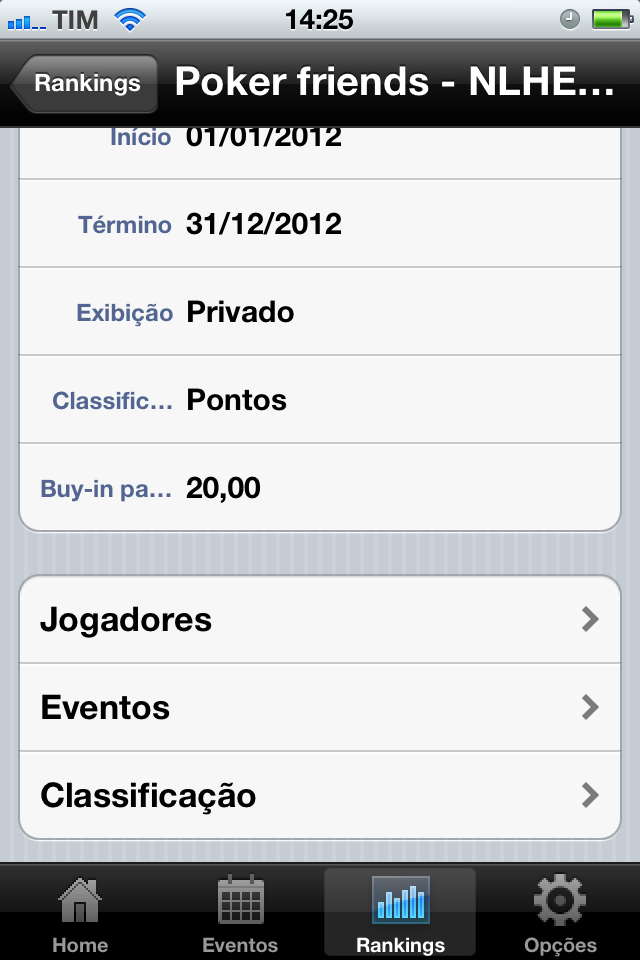 TIM 14:25
Rankings Poker friends - NLHE...
Início 01/01/2012
Término 31/12/2012
Exibição Privado
Classific... Pontos
Buy-in pa... 20,00
Jogadores
Eventos
Classificação
Home Eventos Rankings Opções